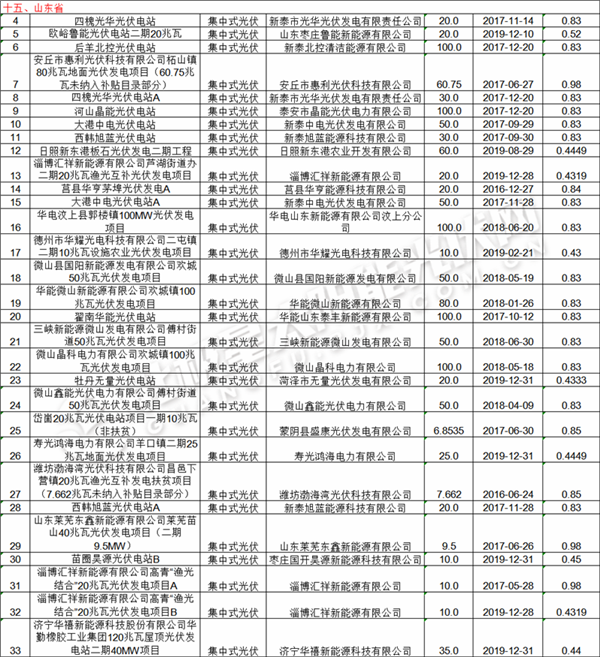 十五、山东省
4 四槐光华光伏电站 集中式光伏 新泰市光华光伏发电有限责任公司 20.0 2017-11-14 0.83
5 欧峪鲁能光伏电站二期20兆瓦 集中式光伏 山东枣庄鲁能新能源有限公司 20.0 2019-12-10 0.52
6 后羊北控光伏电站 集中式光伏 新泰北控清洁能源有限公司 100.0 2017-12-20 0.83
安丘市惠利光伏科技有限公司柘山镇
80兆瓦地面光伏发电项目（60.75兆
7 瓦未纳入补贴目录部分） 集中式光伏 安丘市惠利光伏科技有限公司 60.75 2017-06-27 0.98
8 四槐光华光伏电站A 集中式光伏 新泰市光华光伏发电有限责任公司 30.0 2017-12-20 0.83
9 河山晶能光伏电站 集中式光伏 泰安市晶能光伏电力有限公司 100.0 2017-12-20 0.83
10 大港中电光伏电站 集中式光伏 新泰中电光伏发电有限公司 50.0 2017-09-29 0.83
11 西韩旭蓝光伏电站 集中式光伏 新泰旭蓝新能源科技有限公司 30.0 2017-09-30 0.83
12 日照新东港板石光伏发电二期工程 集中式光伏 日照新东港农业开发有限公司 60.0 2019-08-29 0.4449
淄博汇祥新能源有限公司芦湖街道办
13 二期20兆瓦渔光互补光伏发电项目 集中式光伏 淄博汇祥新能源有限公司 20.0 2019-12-28 0.4319
14 莒县华亨茅埠光伏发电A 集中式光伏 莒县华亨能源科技有限公司 20.0 2016-12-27 0.84
15 大港中电光伏电站A 集中式光伏 新泰中电光伏发电有限公司 50.0 2017-11-28 0.83
华电汶上县郭楼镇100MW光伏发电 华电山东新能源有限公司汶上分公
16 项目 集中式光伏 司 100.0 2018-06-20 0.83
德州市华耀光电科技有限公司二屯镇
17 二期10兆瓦设施农业光伏发电项目 集中式光伏 德州市华耀光电科技有限公司 10.0 2019-02-21 0.43
微山县国阳新能源发电有限公司欢城
18 50兆瓦光伏发电项目 集中式光伏 微山县国阳新能源发电有限公司 50.0 2018-05-19 0.83
华能微山新能源有限公司欢城镇100
19 兆瓦光伏发电项目 集中式光伏 华能微山新能源有限公司 80.0 2018-01-26 0.83
20 翟南华能光伏电站 集中式光伏 华能山东泰丰新能源有限公司 100.0 2017-10-12 0.83
三峡新能源微山发电有限公司傅村街
21 道50兆瓦光伏发电项目 集中式光伏 三峡新能源微山发电有限公司 50.0 2018-06-30 0.83
微山晶科电力有限公司欢城镇100兆
22 瓦光伏发电项目 集中式光伏 微山晶科电力有限公司 100.0 2018-05-18 0.83
23 牡丹无量光伏发电站 集中式光伏 菏泽市无量光伏发电有限公司 20.0 2019-12-31 0.4333
微山鑫能光伏电力有限公司傅村街道
24 50兆瓦光伏发电项目 集中式光伏 微山鑫能光伏电力有限公司 50.0 2018-04-09 0.83
岱崮20兆瓦光伏电站项目一期10兆瓦
25 （非扶贫） 集中式光伏 蒙阴县盛康光伏发电有限公司 6.8535 2017-06-30 0.85
寿光鸿海电力有限公司羊口镇二期25
26 兆瓦地面光伏发电项目 集中式光伏 寿光鸿海电力有限公司 25.0 2019-12-31 0.4449
潍坊渤海湾光伏科技有限公司昌邑下
营镇20兆瓦渔光互补发电扶贫项目
27 （7.662兆瓦未纳入补贴目录部分） 集中式光伏 潍坊渤海湾光伏科技有限公司 7.662 2016-06-24 0.85
28 西韩旭蓝光伏电站A 集中式光伏 新泰旭蓝新能源科技有限公司 20.0 2017-11-28 0.83
山东莱芜东鑫新能源有限公司莱芜苗
山40兆瓦光伏发电项目（二期
29 9.5MW） 集中式光伏 山东莱芜东鑫新能源有限公司 9.5 2017-06-26 0.98
30 苗圈昊源光伏电站B 集中式光伏 枣庄国开昊源新能源科技有限公司 10.0 2019-12-31 0.45
淄博汇祥新能源有限公司高青“渔光
31 结合”20兆瓦光伏发电项目A 集中式光伏 淄博汇祥新能源有限公司 10.0 2017-05-28 0.98
淄博汇祥新能源有限公司高青“渔光
32 结合”20兆瓦光伏发电项目B 集中式光伏 淄博汇祥新能源有限公司 10.0 2019-12-28 0.4319
济宁华禧新能源科技股份有限公司华
勤橡胶工业集团120兆瓦屋顶光伏发
33 电站二期40MW项目 集中式光伏 济宁华禧新能源科技有限公司 35.0 2019-12-31 0.44